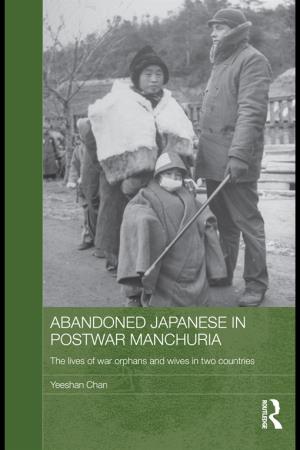 ABANDONED JAPANESE IN
POSTWAR MANCHURIA
The lives of war orphans and wives in two countries
Yeeshan Chan
R
ROUTLEDGE